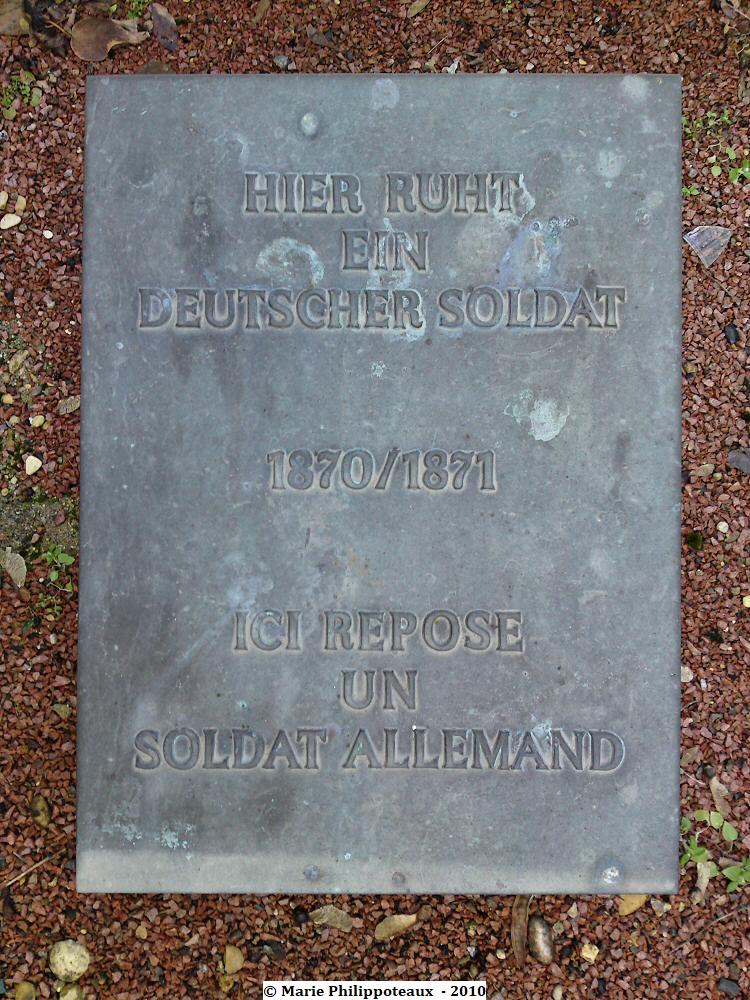 HIER RUHT
EIN
DEUTSCHER SOLDAT
1870/1871
ICI REPOSE
UN
SOLDAT ALLEMAND
© Marie Philippoteaux - 2010